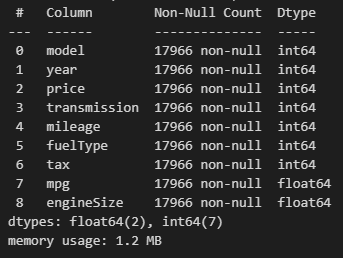 #   Column        Non-Null Count  Dtype
---  ------        --------------  -----
0   model         17966 non-null  int64
1   year          17966 non-null  int64
2   price         17966 non-null  int64
3   transmission  17966 non-null  int64
4   mileage       17966 non-null  int64
5   fuelType      17966 non-null  int64
6   tax           17966 non-null  int64
7   mpg           17966 non-null  float64
8   engineSize    17966 non-null  float64
dtypes: float64(2), int64(7)
memory usage: 1.2 MB